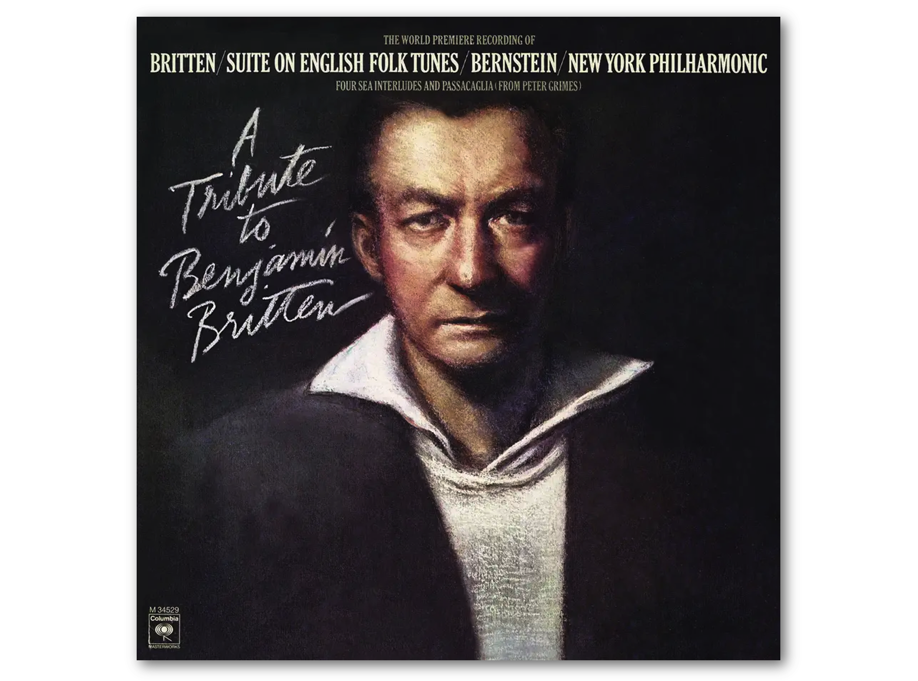 THE WORLD PREMIERE RECORDING OF
BRITTEN/SUITE ON ENGLISH FOLK TUNES/BERNSTEIN/NEW YORK PHILHARMONIC
FOUR SEA INTERLUDES AND PASSACAGLIA (FROM PETER GRIMES)
A
Tribute
to
Benjamin
Britten
M 34529
Columbia
MASTERWORKS